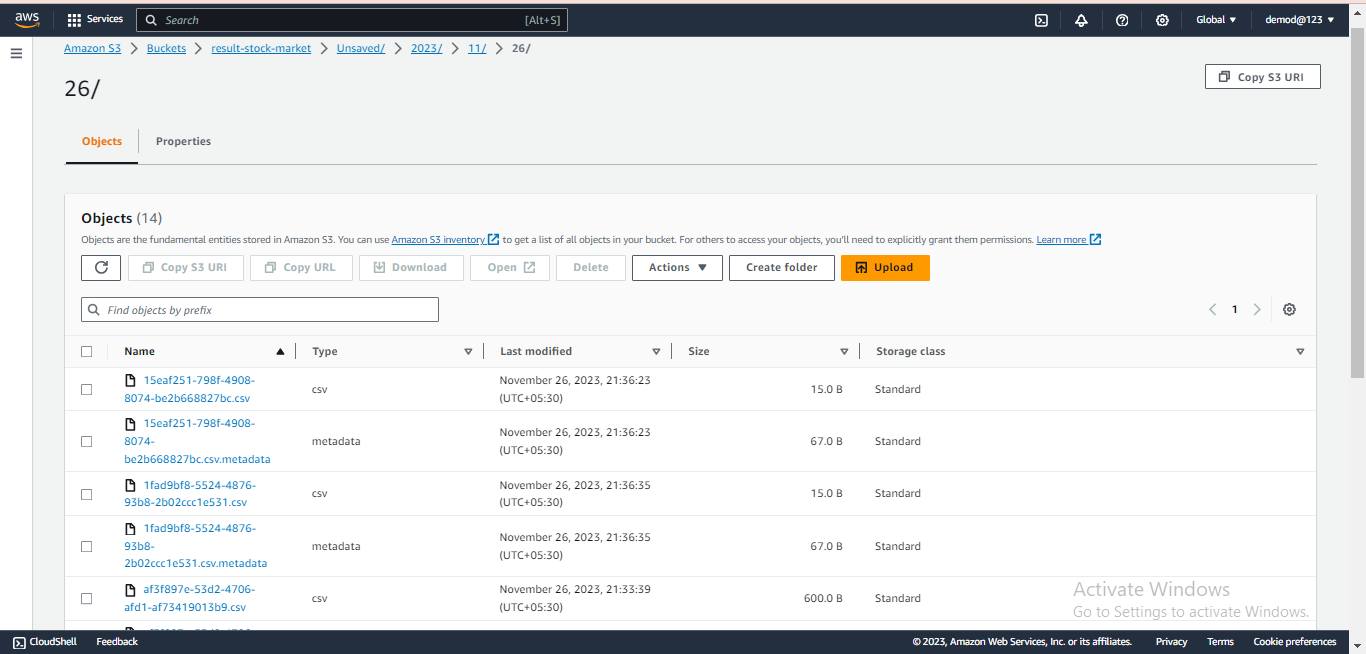 aws
Services
Search [Alt+S]
Global ▼
demod@123 ▼
Amazon S3 > Buckets > result-stock-market > Unsaved/ > 2023/ > 11/ > 26/
26/
Copy S3 URI
Objects
Properties
Objects (14)
Objects are the fundamental entities stored in Amazon S3. You can use Amazon S3 inventory to get a list of all objects in your bucket. For others to access your objects, you'll need to explicitly grant them permissions. Learn more
Copy S3 URI
Copy URL
Download
Open
Delete
Actions ▼
Create folder
Upload
Find objects by prefix
< 1 >
Name ▲ Type Last modified Size Storage class
15eaf251-798f-4908-
8074-be2b668827bc.csv
csv
November 26, 2023, 21:36:23
(UTC+05:30)
15.0 B
Standard
15eaf251-798f-4908-
8074-
be2b668827bc.csv.metadata
metadata
November 26, 2023, 21:36:23
(UTC+05:30)
67.0 B
Standard
1fad9bf8-5524-4876-
93b8-2b02ccc1e531.csv
csv
November 26, 2023, 21:36:35
(UTC+05:30)
15.0 B
Standard
1fad9bf8-5524-4876-
93b8-
2b02ccc1e531.csv.metadata
metadata
November 26, 2023, 21:36:35
(UTC+05:30)
67.0 B
Standard
af3f897e-53d2-4706-
afd1-af73419013b9.csv
csv
November 26, 2023, 21:33:39
(UTC+05:30)
600.0 B
Standard
Activate Windows
Go to Settings to activate Windows.
CloudShell
Feedback
© 2023, Amazon Web Services, Inc. or its affiliates.
Privacy
Terms
Cookie preferences